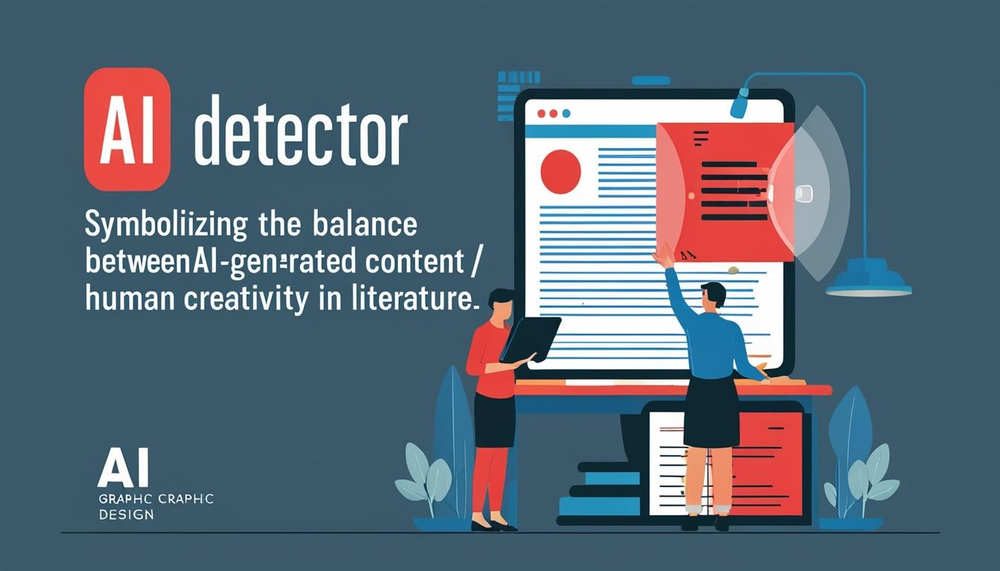 AI detector
Symboliizing the balance
betweenAI-gen:rated content /
human creativity in literature.
AI
GRAPHC CRAPHC
DESIGN